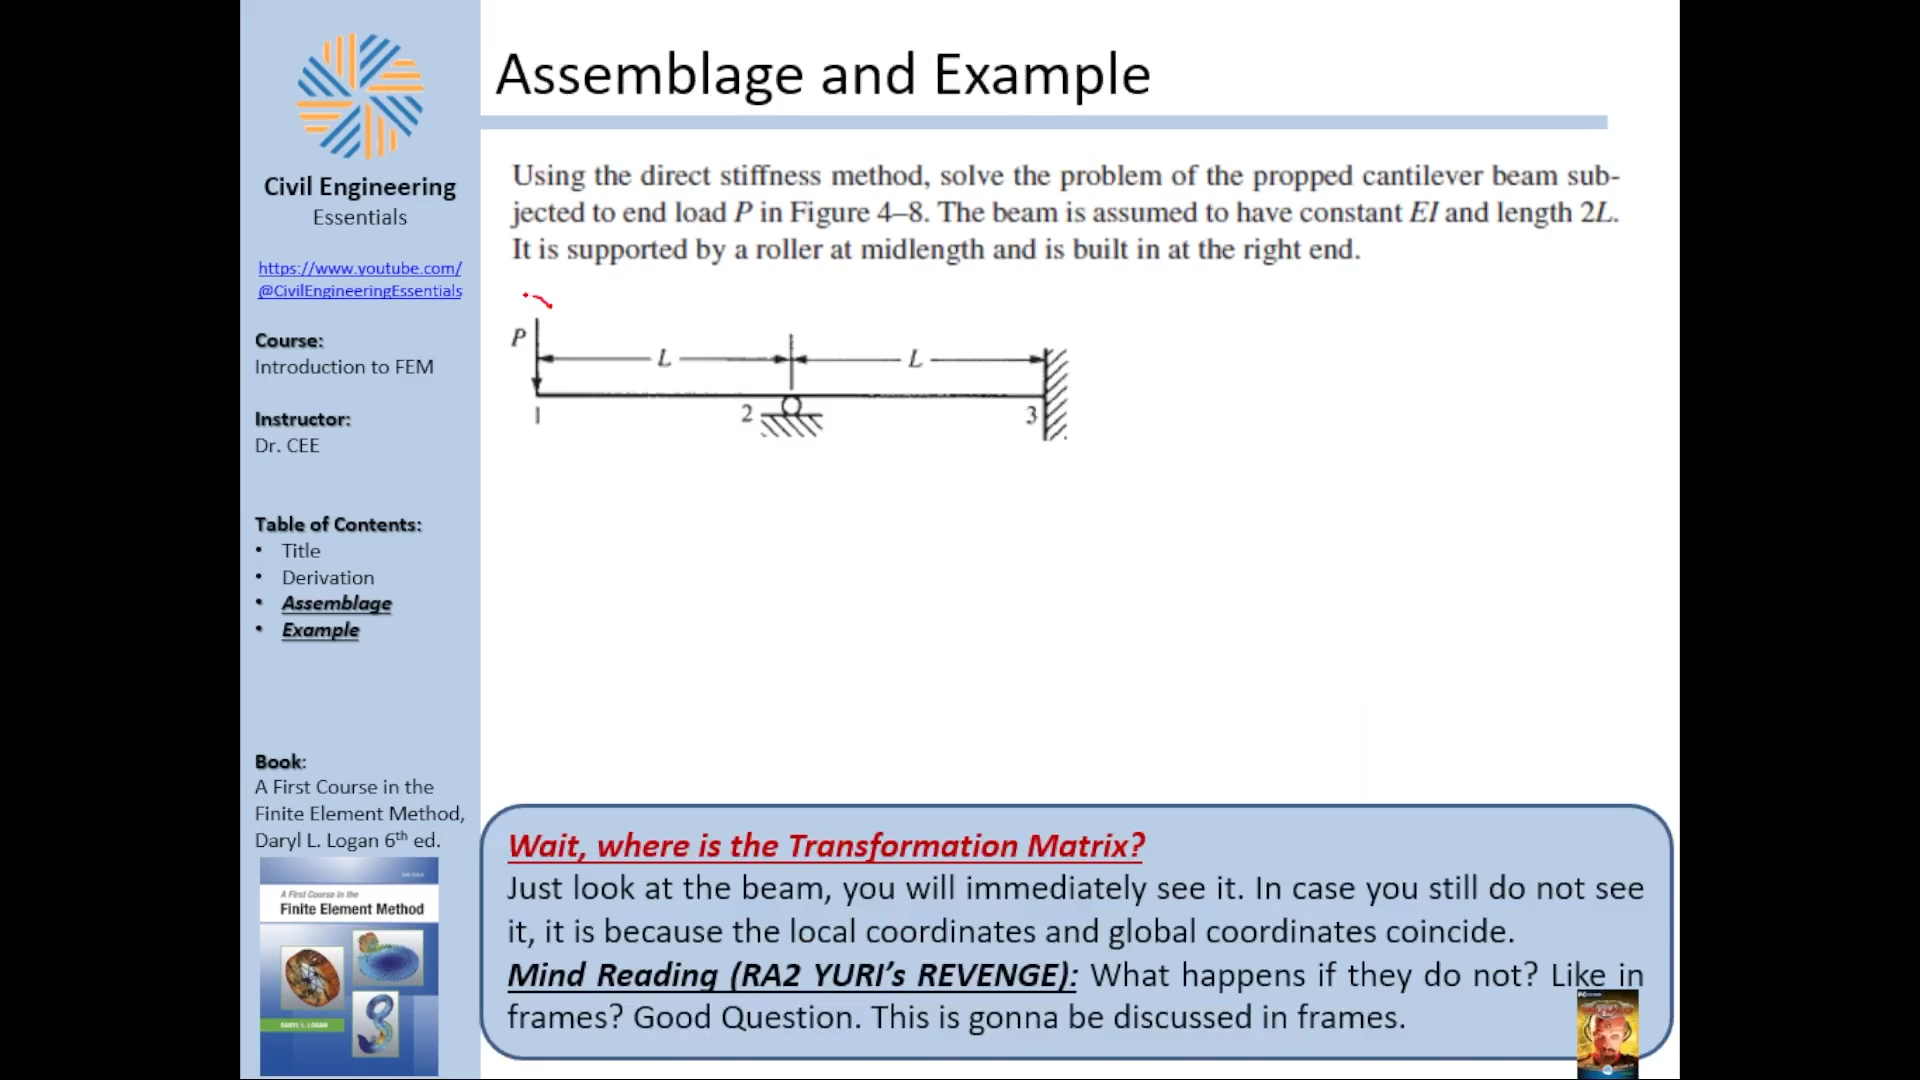 Civil Engineering
Essentials
https://www.youtube.com/
@CivilEngineeringEssentials
Course:
Introduction to FEM
Instructor:
Dr. CEE
Table of Contents:
• Title
• Derivation
• Assemblage
• Example
Book:
A First Course in the
Finite Element Method,
Daryl L. Logan 6th ed.
A First Course in the
Finite Element Method
DARYL L. LOGAN
Assemblage and Example
Using the direct stiffness method, solve the problem of the propped cantilever beam sub-
jected to end load P in Figure 4–8. The beam is assumed to have constant EI and length 2L.
It is supported by a roller at midlength and is built in at the right end.
P
L L
1 2 3
Wait, where is the Transformation Matrix?
Just look at the beam, you will immediately see it. In case you still do not see
it, it is because the local coordinates and global coordinates coincide.
Mind Reading (RA2 YURI’s REVENGE): What happens if they do not? Like in
frames? Good Question. This is gonna be discussed in frames.